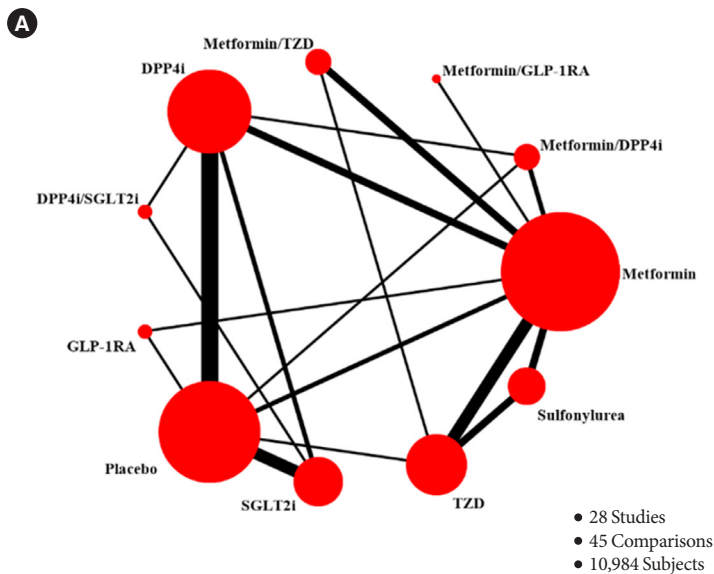 A
Metformin/TZD
DPP4i
Metformin/GLP-1RA
Metformin/DPP4i
DPP4i/SGLT2i
Metformin
GLP-1RA
Sulfonylurea
Placebo
SGLT2i
TZD
• 28 Studies
• 45 Comparisons
• 10,984 Subjects